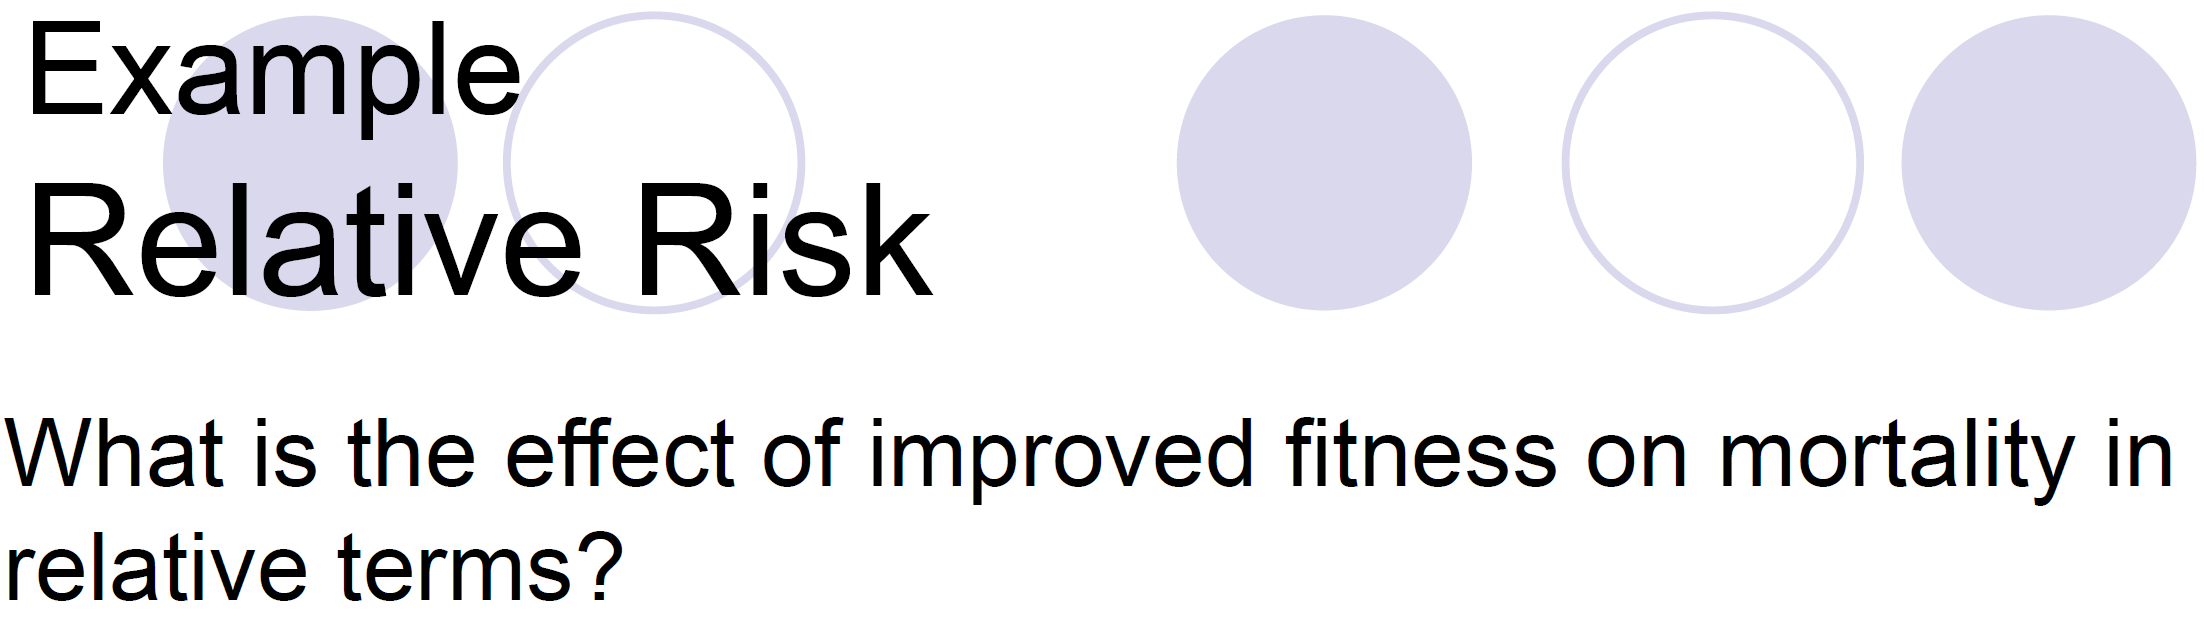 Example
Relative Risk
What is the effect of improved fitness on mortality in
relative terms?